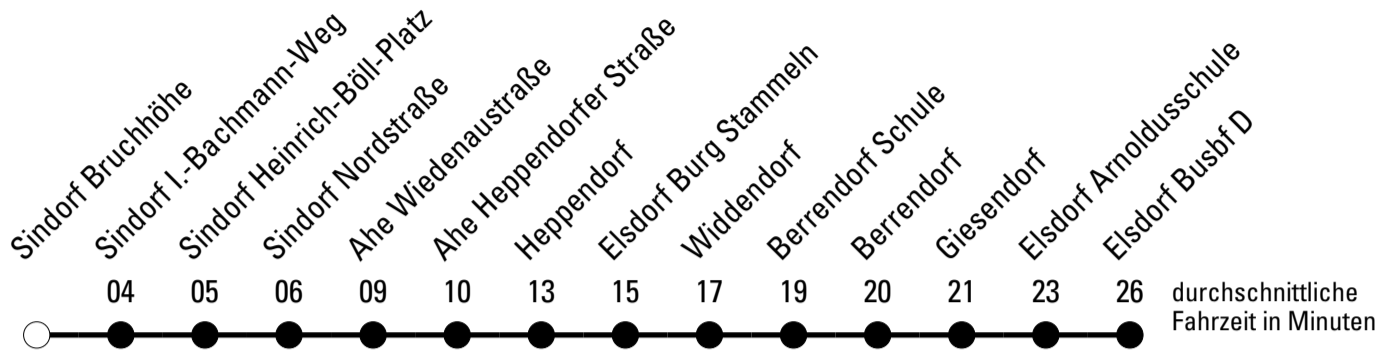 Sindorf Bruchhöhe
Sindorf I.-Bachmann-Weg
Sindorf Heinrich-Böll-Platz
Sindorf Nordstraße
Ahe Wiedenaustraße
Ahe Heppendorfer Straße
Heppendorf
Elsdorf Burg Stammeln
Widdendorf
Berrendorf Schule
Berrendorf
Giesendorf
Elsdorf Arnoldusschule
Elsdorf Busbf D
04 05 06 09 10 13 15 17 19 20 21 23 26
durchschnittliche
Fahrzeit in Minuten